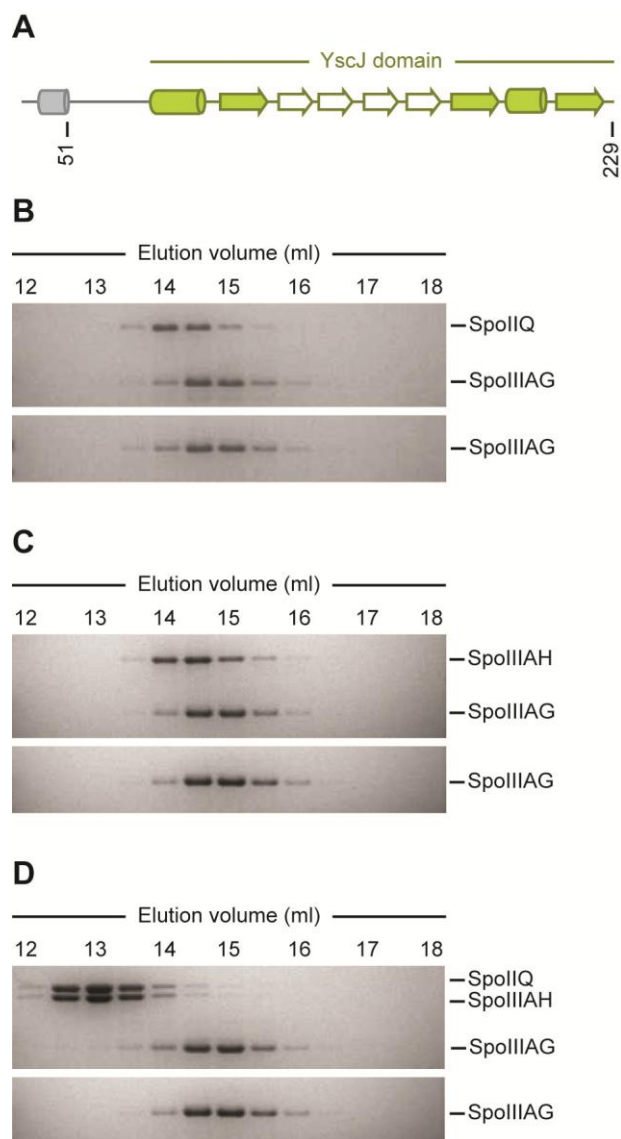 A
YscJ domain
51
229
B
Elution volume (ml)
12 13 14 15 16 17 18
SpoIIQ
SpoIIIAG
SpoIIIAG
C
Elution volume (ml)
12 13 14 15 16 17 18
SpoIIIAH
SpoIIIAG
SpoIIIAG
D
Elution volume (ml)
12 13 14 15 16 17 18
SpoIIQ
SpoIIIAH
SpoIIIAG
SpoIIIAG